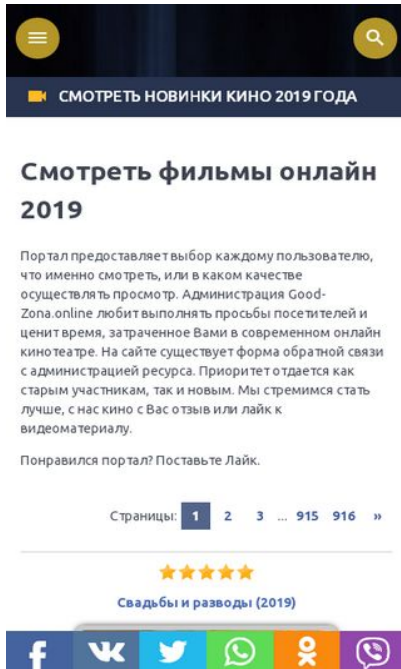 СМОТРЕТЬ НОВИНКИ КИНО 2019 ГОДА
Смотреть фильмы онлайн
2019
Портал предоставляет выбор каждому пользователю,
что именно смотреть, или в каком качестве
осуществлять просмотр. Администрация Good-
Zona.online любит выполнять просьбы посетителей и
ценит время, затраченное Вами в современном онлайн
кинотеатре. На сайте существует форма обратной связи
с администрацией ресурса. Приоритет отдается как
старым участникам, так и новым. Мы стремимся стать
лучше, с нас кино с Вас отзыв или лайк к
видеоматериалу.
Понравился портал? Поставьте Лайк.
Страницы: 1 2 3 ... 915 916 »
Свадьбы и разводы (2019)